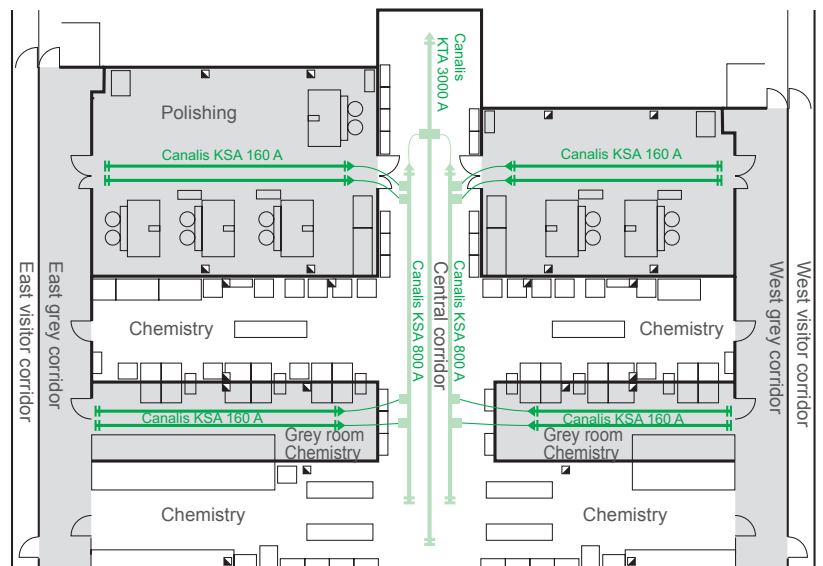 Canalis
KTA 3000 A
Polishing
Canalis KSA 160 A
Canalis KSA 160 A
East visitor corridor
East grey corridor
Canalis KSA 800 A
Central corridor
Canalis KSA 800 A
West grey corridor
West visitor corridor
Chemistry
Chemistry
Canalis KSA 160 A
Canalis KSA 160 A
Grey room
Chemistry
Grey room
Chemistry
Chemistry
Chemistry